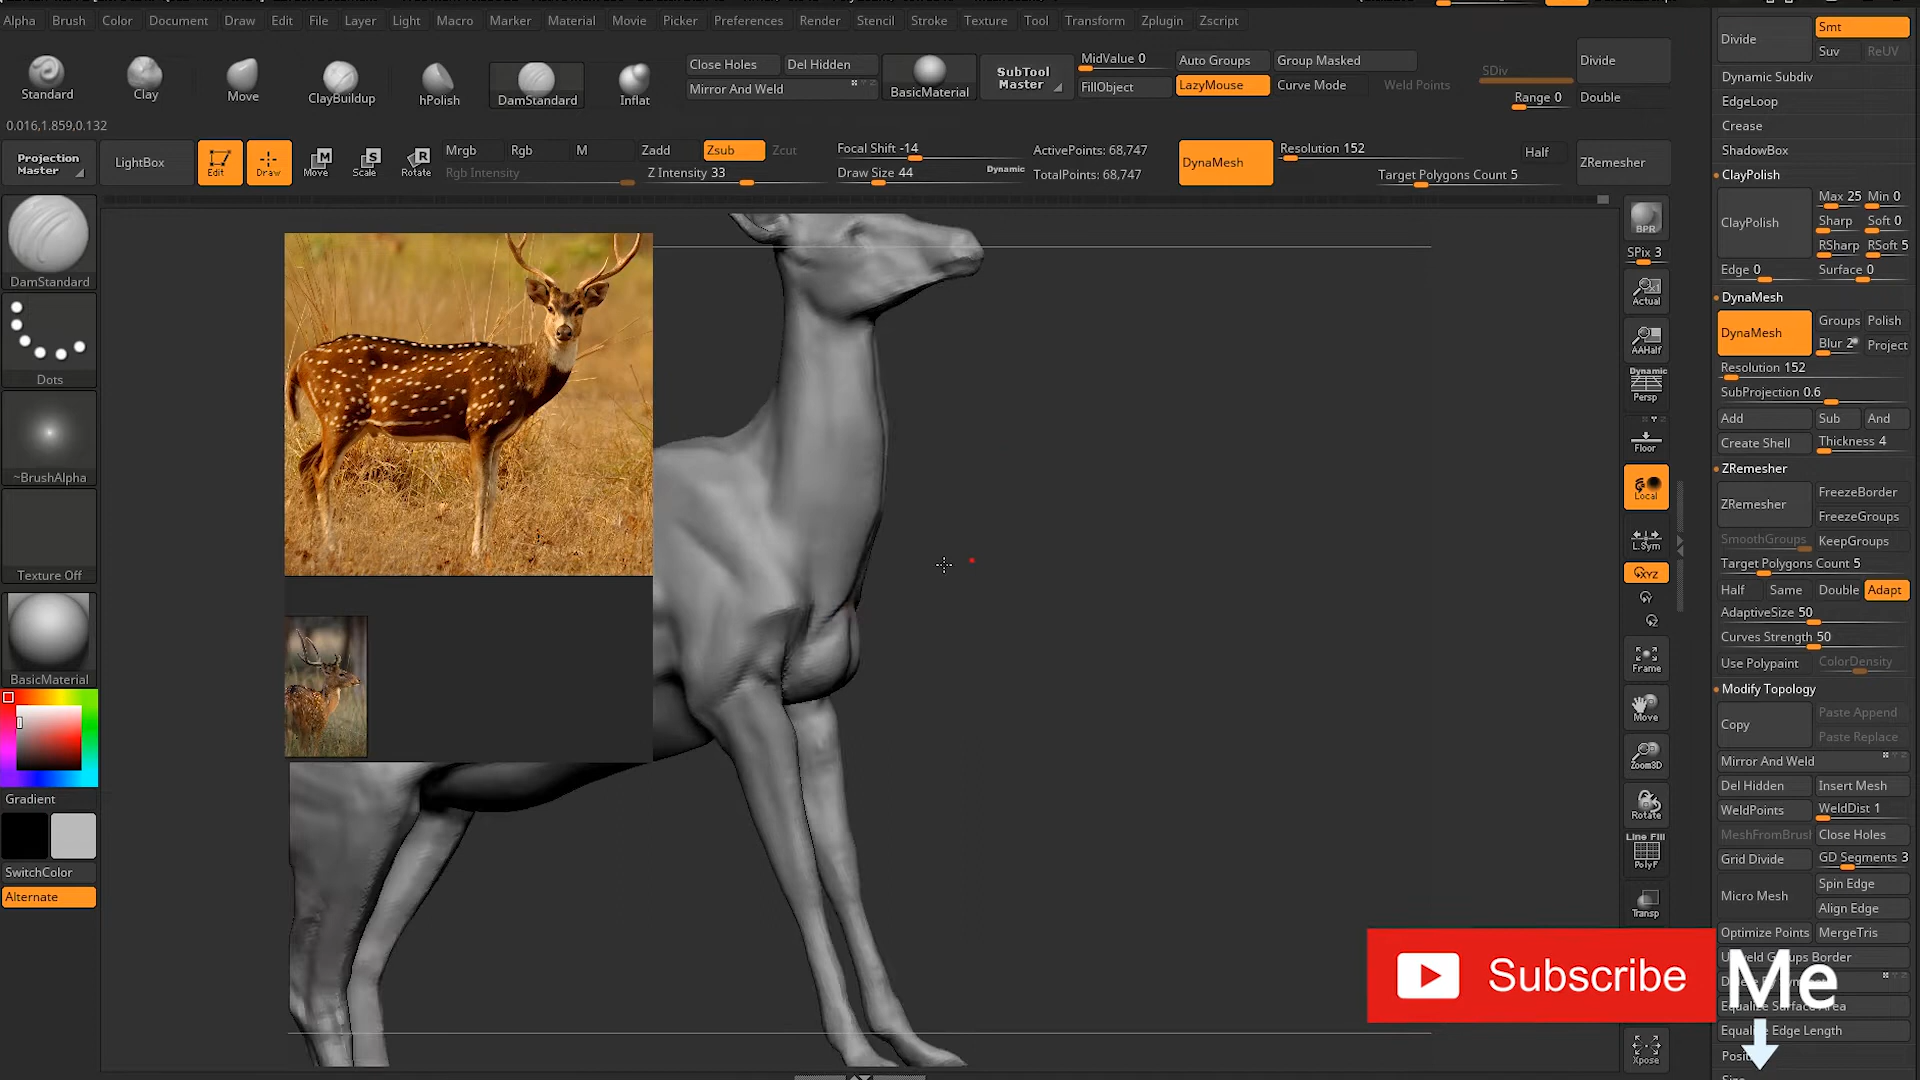 Alpha Brush Color Document Draw Edit File Layer Light Macro Marker Material Movie Picker Preferences Render Stencil Stroke Texture Tool Transform Zplugin Zscript
Standard Clay Move ClayBuildup hPolish DamStandard Inflat
Close Holes Del Hidden
Mirror And Weld
BasicMaterial
SubTool
Master
MidValue 0
FillObject
Auto Groups Group Masked
LazyMouse Curve Mode Weld Points
SDiv
Range 0
Divide
Double
0.016,1.859,0.132
Projection
Master
LightBox
Edit Draw Move Scale Rotate
Mrgb Rgb M Zadd Zsub Zcut
Rgb Intensity Z Intensity 33
Focal Shift -14
Draw Size 44 Dynamic
ActivePoints: 68,747
TotalPoints: 68,747
DynaMesh
Resolution 152 Half
Target Polygons Count 5
ZRemesher
DamStandard
Dots
~BrushAlpha
Texture Off
BasicMaterial
Gradient
SwitchColor
Alternate
BPR
SPix 3
Actual
AAHalf
Dynamic
Persp
Floor
Local
L.Sym
XYZ
Frame
Move
Zoom3D
Rotate
Line Fill
PolyF
Transp
Xpose
Divide Smt
Suv ReUV
Dynamic Subdiv
EdgeLoop
Crease
ShadowBox
ClayPolish
ClayPolish
Max 25 Min 0
Sharp Soft 0
RSharp RSoft 5
Edge 0 Surface 0
DynaMesh
DynaMesh
Groups Polish
Blur 2 Project
Resolution 152
SubProjection 0.6
Add Sub And
Create Shell Thickness 4
ZRemesher
ZRemesher
FreezeBorder
FreezeGroups
SmoothGroups KeepGroups
Target Polygons Count 5
Half Same Double Adapt
AdaptiveSize 50
Curves Strength 50
Use Polypaint ColorDensity
Modify Topology
Copy
Paste Append
Paste Replace
Mirror And Weld
Del Hidden Insert Mesh
WeldPoints WeldDist 1
MeshFromBrush Close Holes
Grid Divide GD Segments 3
Micro Mesh
Spin Edge
Align Edge
Optimize Points MergeTris
Subscribe
Me